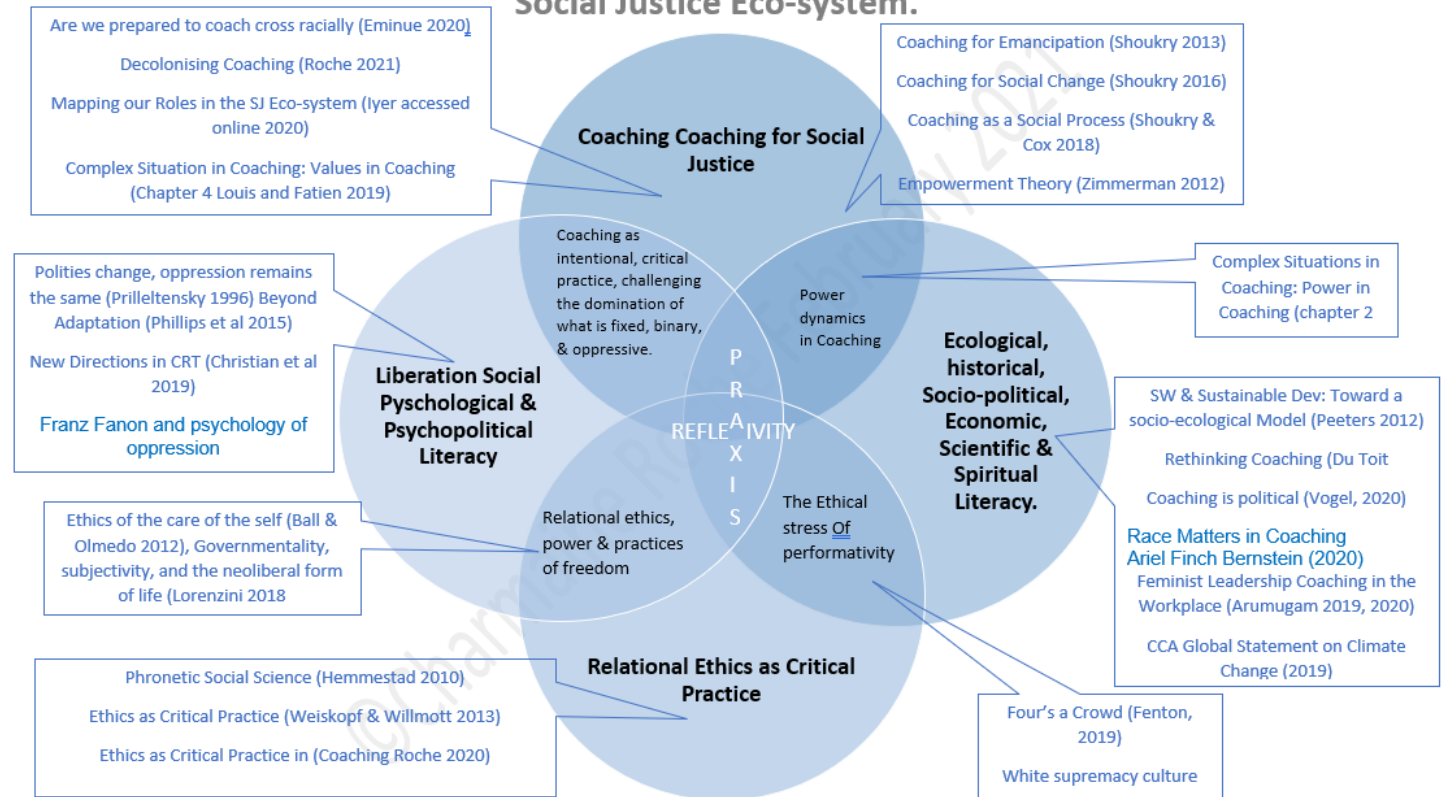 Social Justice Eco-system.
Are we prepared to coach cross racially (Eminue 2020)
Decolonising Coaching (Roche 2021)
Mapping our Roles in the SJ Eco-system (Iyer accessed
online 2020)
Complex Situation in Coaching: Values in Coaching
(Chapter 4 Louis and Fatien 2019)
Coaching for Emancipation (Shoukry 2013)
Coaching for Social Change (Shoukry 2016)
Coaching as a Social Process (Shoukry &
Cox 2018)
Empowerment Theory (Zimmerman 2012)
Coaching Coaching for Social
Justice
Coaching as
intentional, critical
practice, challenging
the domination of
what is fixed, binary,
& oppressive.
Power
dynamics
in Coaching
Complex Situations in
Coaching: Power in
Coaching (chapter 2
Polities change, oppression remains
the same (Prilleltensky 1996) Beyond
Adaptation (Phillips et al 2015)
New Directions in CRT (Christian et al
2019)
Franz Fanon and psychology of
oppression
Liberation Social
Pyschological &
Psychopolitical
Literacy
Ecological,
historical,
Socio-political,
Economic,
Scientific &
Spiritual
Literacy.
PRAXIS
REFLE IVITY
SW & Sustainable Dev: Toward a
socio-ecological Model (Peeters 2012)
Rethinking Coaching (Du Toit
Coaching is political (Vogel, 2020)
Race Matters in Coaching
Ariel Finch Bernstein (2020)
Feminist Leadership Coaching in the
Workplace (Arumugam 2019, 2020)
CCA Global Statement on Climate
Change (2019)
Ethics of the care of the self (Ball &
Olmedo 2012), Governmentality,
subjectivity, and the neoliberal form
of life (Lorenzini 2018
Relational ethics,
power & practices
of freedom
The Ethical
stress Of
performativity
Relational Ethics as Critical
Practice
Phronetic Social Science (Hemmestad 2010)
Ethics as Critical Practice (Weiskopf & Willmott 2013)
Ethics as Critical Practice in (Coaching Roche 2020)
Four's a Crowd (Fenton,
2019)
White supremacy culture
©Charmaine Roche February 2021